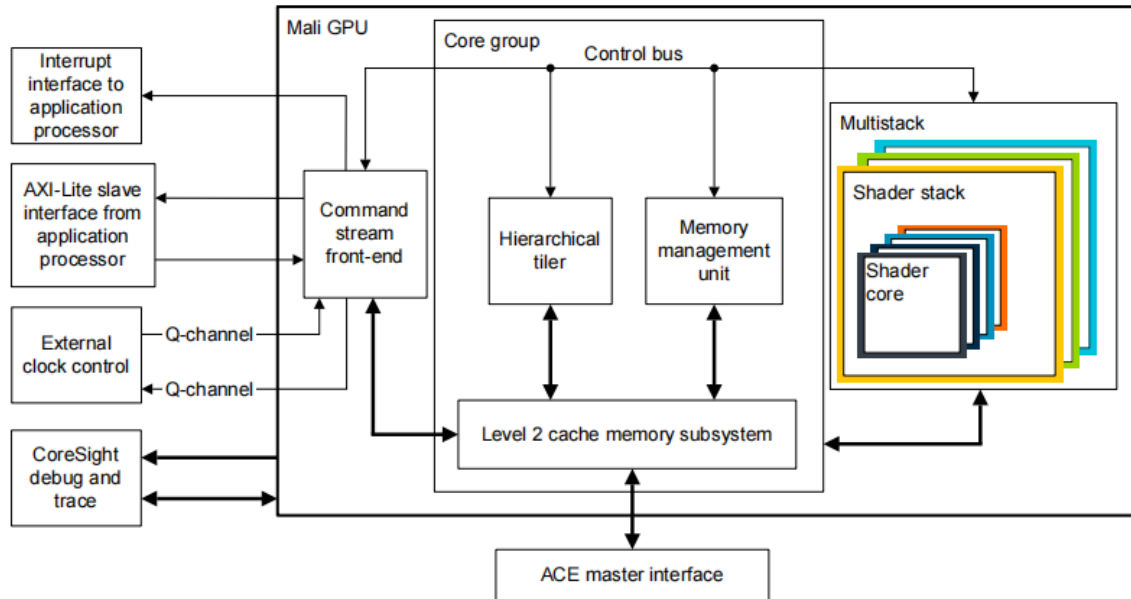 Mali GPU
Core group
Control bus
Interrupt
interface to
application
processor
Multistack
AXI-Lite slave
interface from
application
processor
Command
stream
front-end
Hierarchical
tiler
Memory
management
unit
Shader stack
Shader
core
External
clock control
Q-channel
Q-channel
Level 2 cache memory subsystem
CoreSight
debug and
trace
ACE master interface